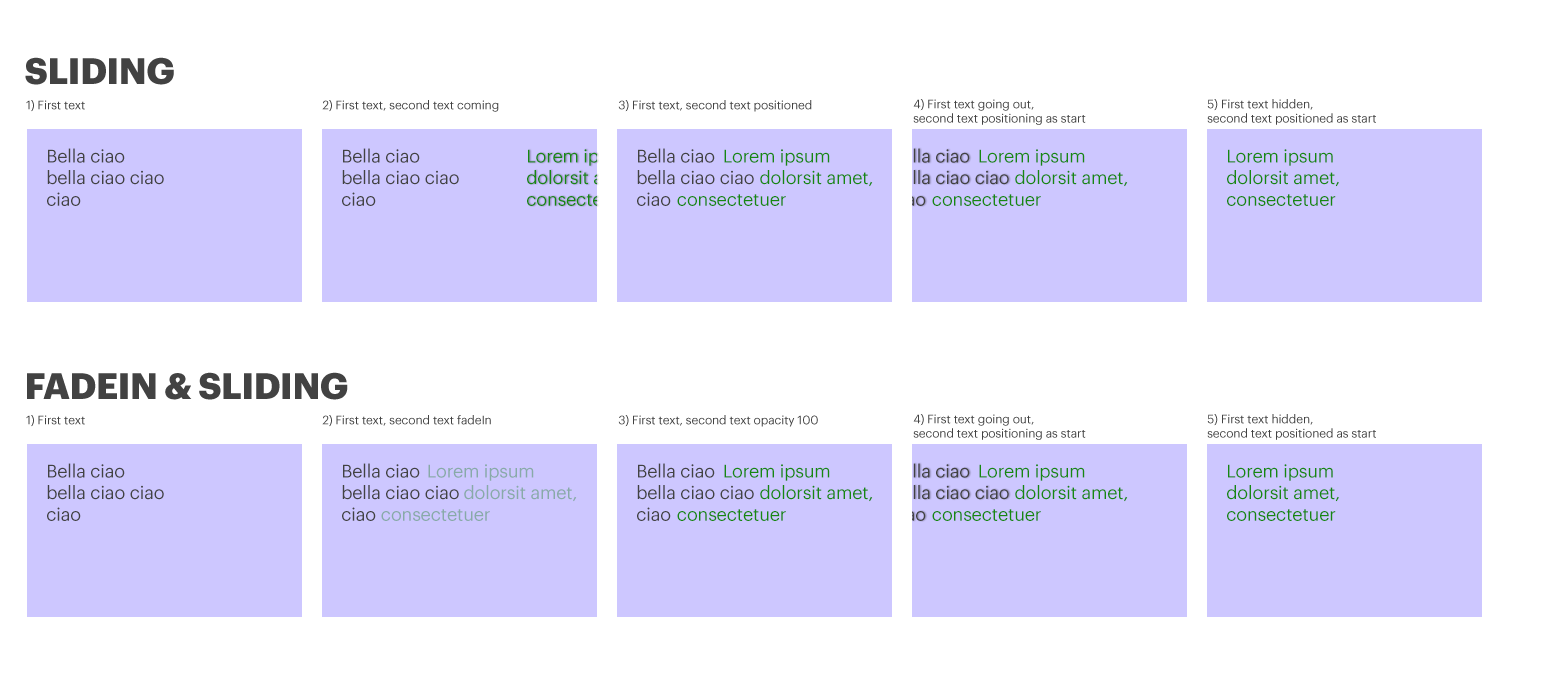 SLIDING
1) First text
Bella ciao
bella ciao ciao
ciao
2) First text, second text coming
Bella ciao Lorem ip
bella ciao ciao dolorsit a
ciao consecte
3) First text, second text positioned
Bella ciao Lorem ipsum
bella ciao ciao dolorsit amet,
ciao consectetuer
4) First text going out,
second text positioning as start
lla ciao Lorem ipsum
lla ciao ciao dolorsit amet,
ao consectetuer
5) First text hidden,
second text positioned as start
Lorem ipsum
dolorsit amet,
consectetuer
FADEIN & SLIDING
1) First text
Bella ciao
bella ciao ciao
ciao
2) First text, second text fadeIn
Bella ciao Lorem ipsum
bella ciao ciao dolorsit amet,
ciao consectetuer
3) First text, second text opacity 100
Bella ciao Lorem ipsum
bella ciao ciao dolorsit amet,
ciao consectetuer
4) First text going out,
second text positioning as start
lla ciao Lorem ipsum
lla ciao ciao dolorsit amet,
ao consectetuer
5) First text hidden,
second text positioned as start
Lorem ipsum
dolorsit amet,
consectetuer